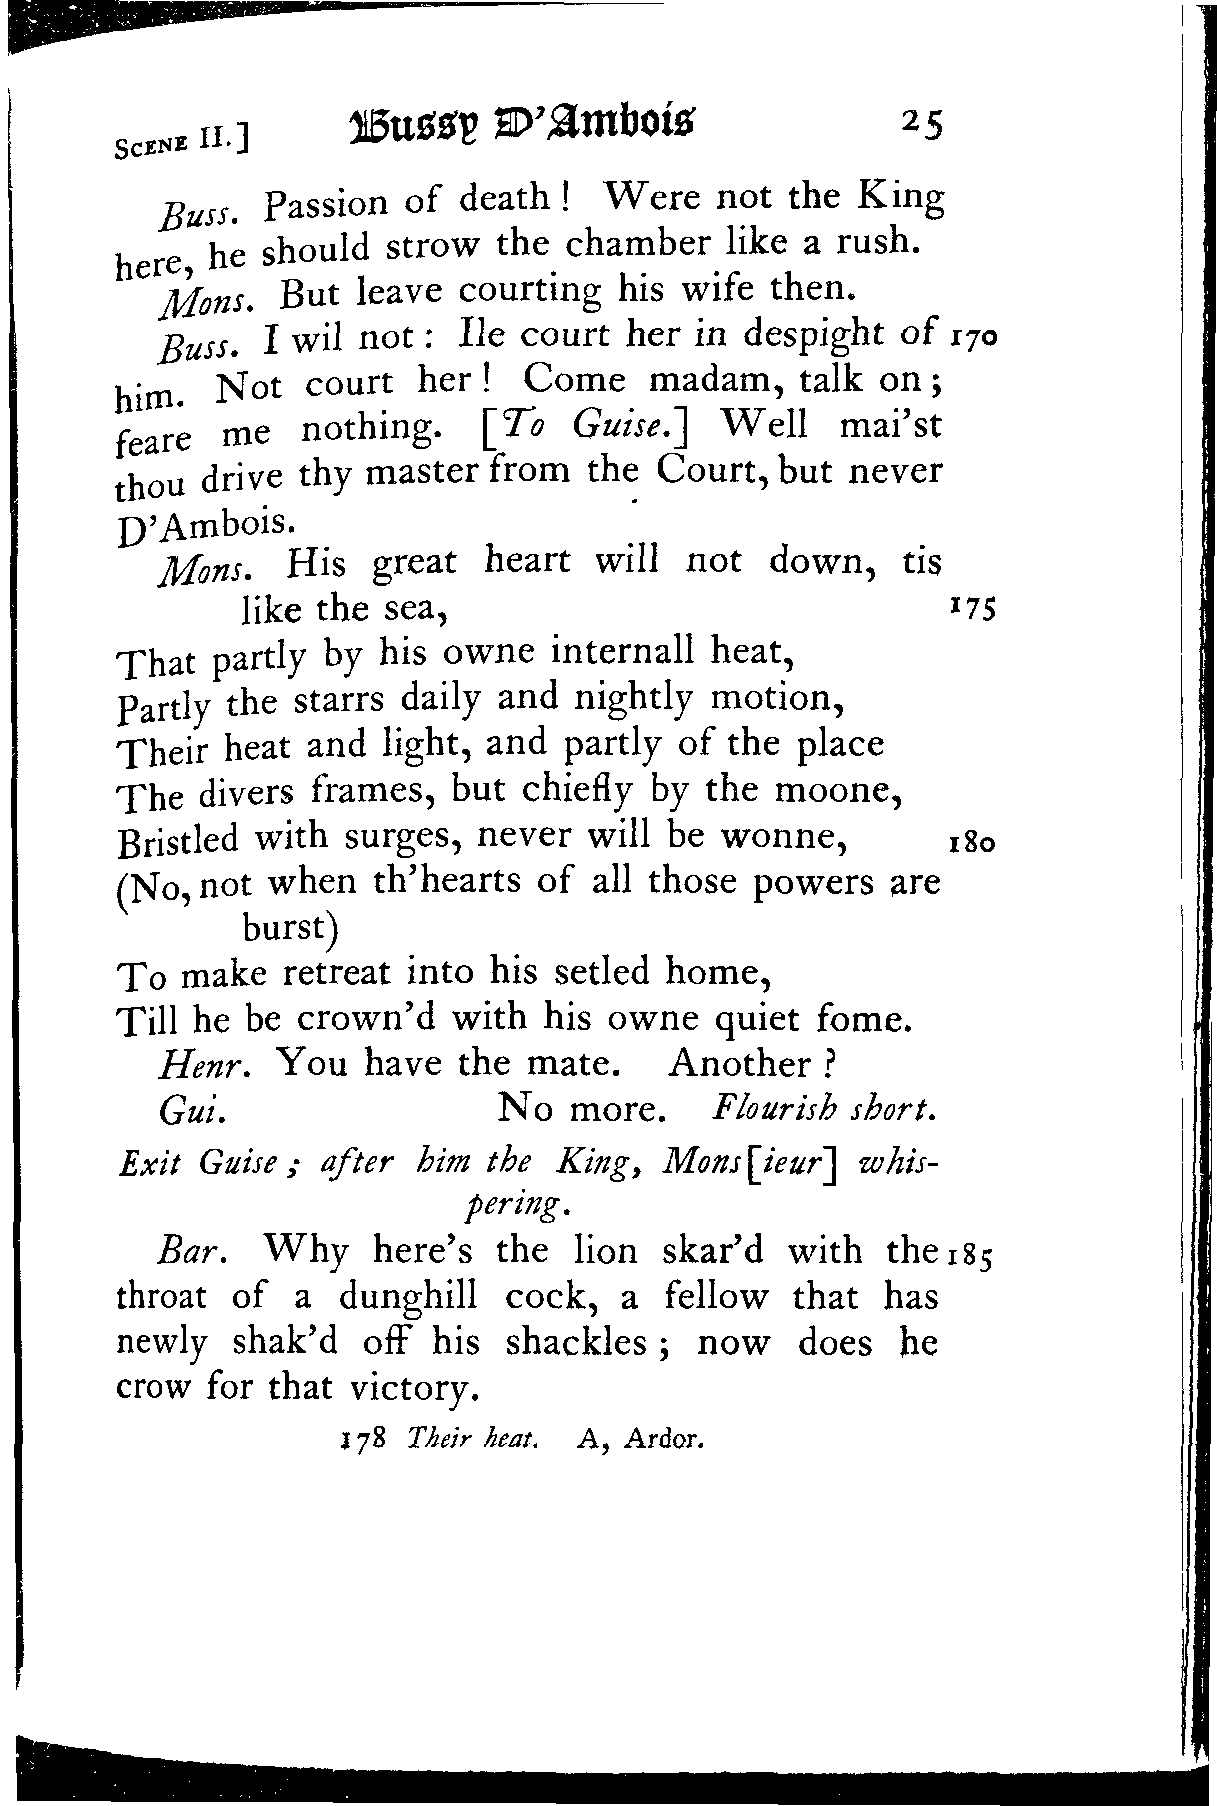 SCENE II.] Bussy D'Ambois 25
Buss. Passion of death! Were not the King
here, he should strow the chamber like a rush.
Mons. But leave courting his wife then.
Buss. I wil not: Ile court her in despight of 170
him. Not court her! Come madam, talk on;
feare me nothing. [To Guise.] Well mai'st
thou drive thy master from the Court, but never
D'Ambois.
Mons. His great heart will not down, tis
like the sea, 175
That partly by his owne internall heat,
Partly the starrs daily and nightly motion,
Their heat and light, and partly of the place
The divers frames, but chiefly by the moone,
Bristled with surges, never will be wonne, 180
(No, not when th'hearts of all those powers are
burst)
To make retreat into his setled home,
Till he be crown'd with his owne quiet fome.
Henr. You have the mate. Another?
Gui. No more. Flourish short.
Exit Guise; after him the King, Mons[ieur] whis-
pering.
Bar. Why here's the lion skar'd with the 185
throat of a dunghill cock, a fellow that has
newly shak'd off his shackles; now does he
crow for that victory.
178 Their heat. A, Ardor.